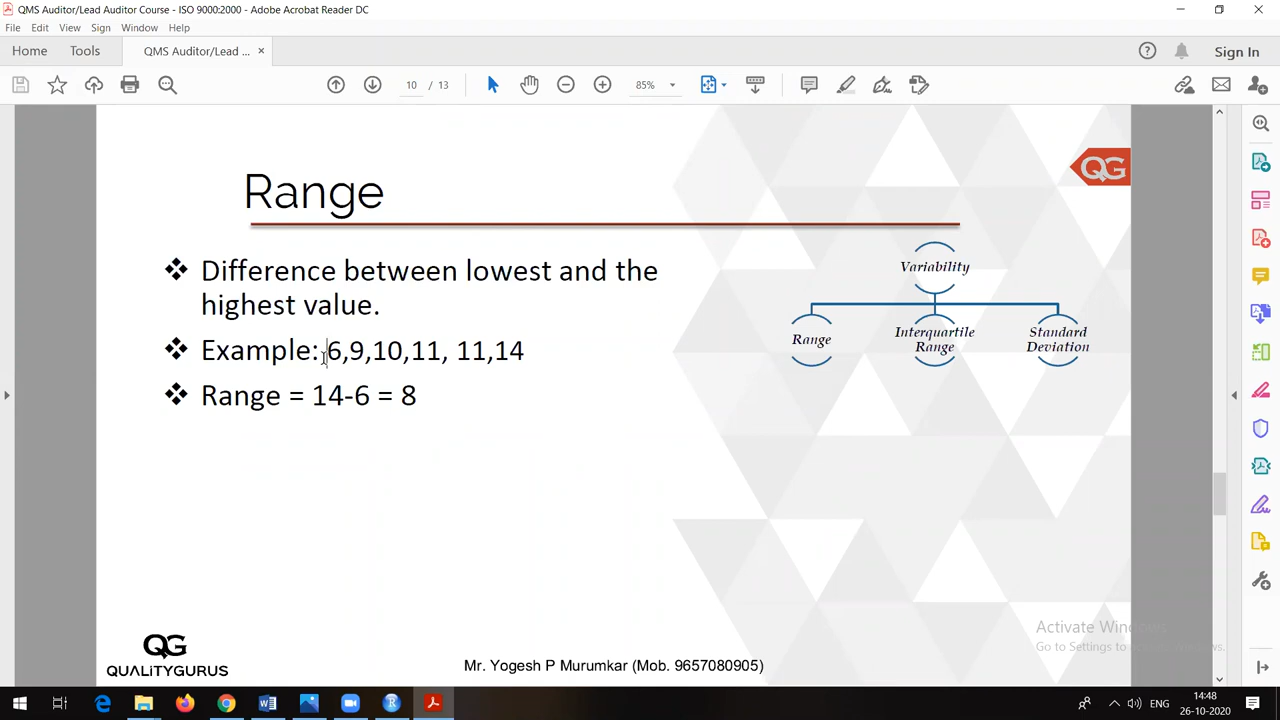 QMS Auditor/Lead Auditor Course - ISO 9000:2000 - Adobe Acrobat Reader DC
File Edit View Sign Window Help
Home Tools QMS Auditor/Lead ... × Sign In
10 / 13 85%
Range
QG
Difference between lowest and the
highest value.
Example: 6,9,10,11, 11,14
Range = 14-6 = 8
Variability
Range
Interquartile
Range
Standard
Deviation
Activate Windows
Go to Settings to activate Windows.
QG
QUALiTYGURUS
Mr. Yogesh P Murumkar (Mob. 9657080905)
ENG
14:48
26-10-2020